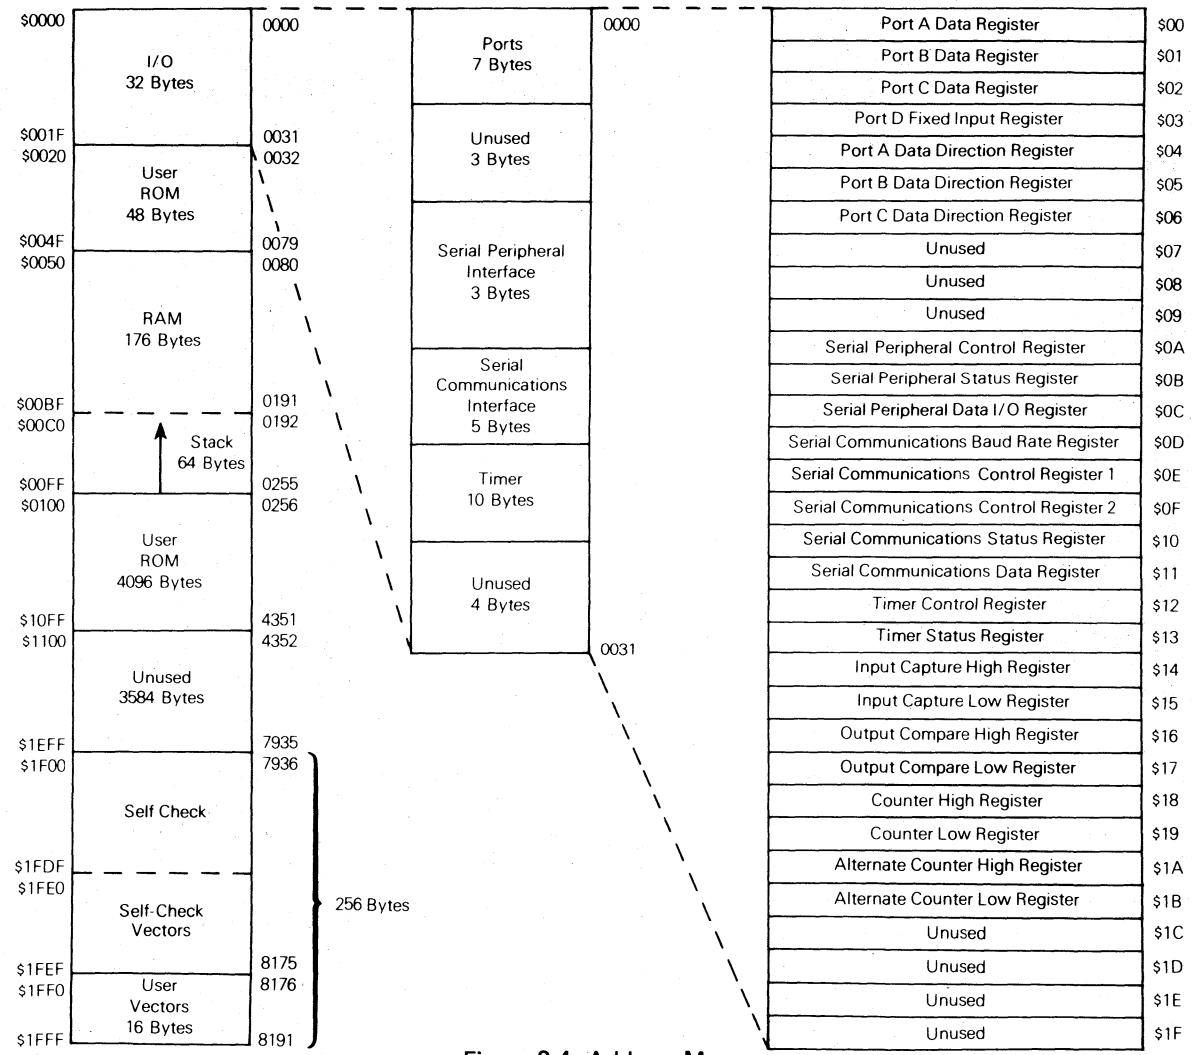 $0000
0000
I/O
32 Bytes
$001F
0031
$0020
0032
User
ROM
48 Bytes
$004F
0079
$0050
0080
RAM
176 Bytes
$00BF
0191
$00C0
0192
Stack
64 Bytes
$00FF
0255
$0100
0256
User
ROM
4096 Bytes
$10FF
4351
$1100
4352
Unused
3584 Bytes
$1EFF
7935
$1F00
7936
Self Check
$1FDF
$1FE0
256 Bytes
Self-Check
Vectors
$1FEF
8175
$1FF0
8176
User
Vectors
16 Bytes
$1FFF
8191
0000
Ports
7 Bytes
Unused
3 Bytes
Serial Peripheral
Interface
3 Bytes
Serial
Communications
Interface
5 Bytes
Timer
10 Bytes
Unused
4 Bytes
0031
Port A Data Register $00
Port B Data Register $01
Port C Data Register $02
Port D Fixed Input Register $03
Port A Data Direction Register $04
Port B Data Direction Register $05
Port C Data Direction Register $06
Unused $07
Unused $08
Unused $09
Serial Peripheral Control Register $0A
Serial Peripheral Status Register $0B
Serial Peripheral Data I/O Register $0C
Serial Communications Baud Rate Register $0D
Serial Communications Control Register 1 $0E
Serial Communications Control Register 2 $0F
Serial Communications Status Register $10
Serial Communications Data Register $11
Timer Control Register $12
Timer Status Register $13
Input Capture High Register $14
Input Capture Low Register $15
Output Compare High Register $16
Output Compare Low Register $17
Counter High Register $18
Counter Low Register $19
Alternate Counter High Register $1A
Alternate Counter Low Register $1B
Unused $1C
Unused $1D
Unused $1E
Unused $1F